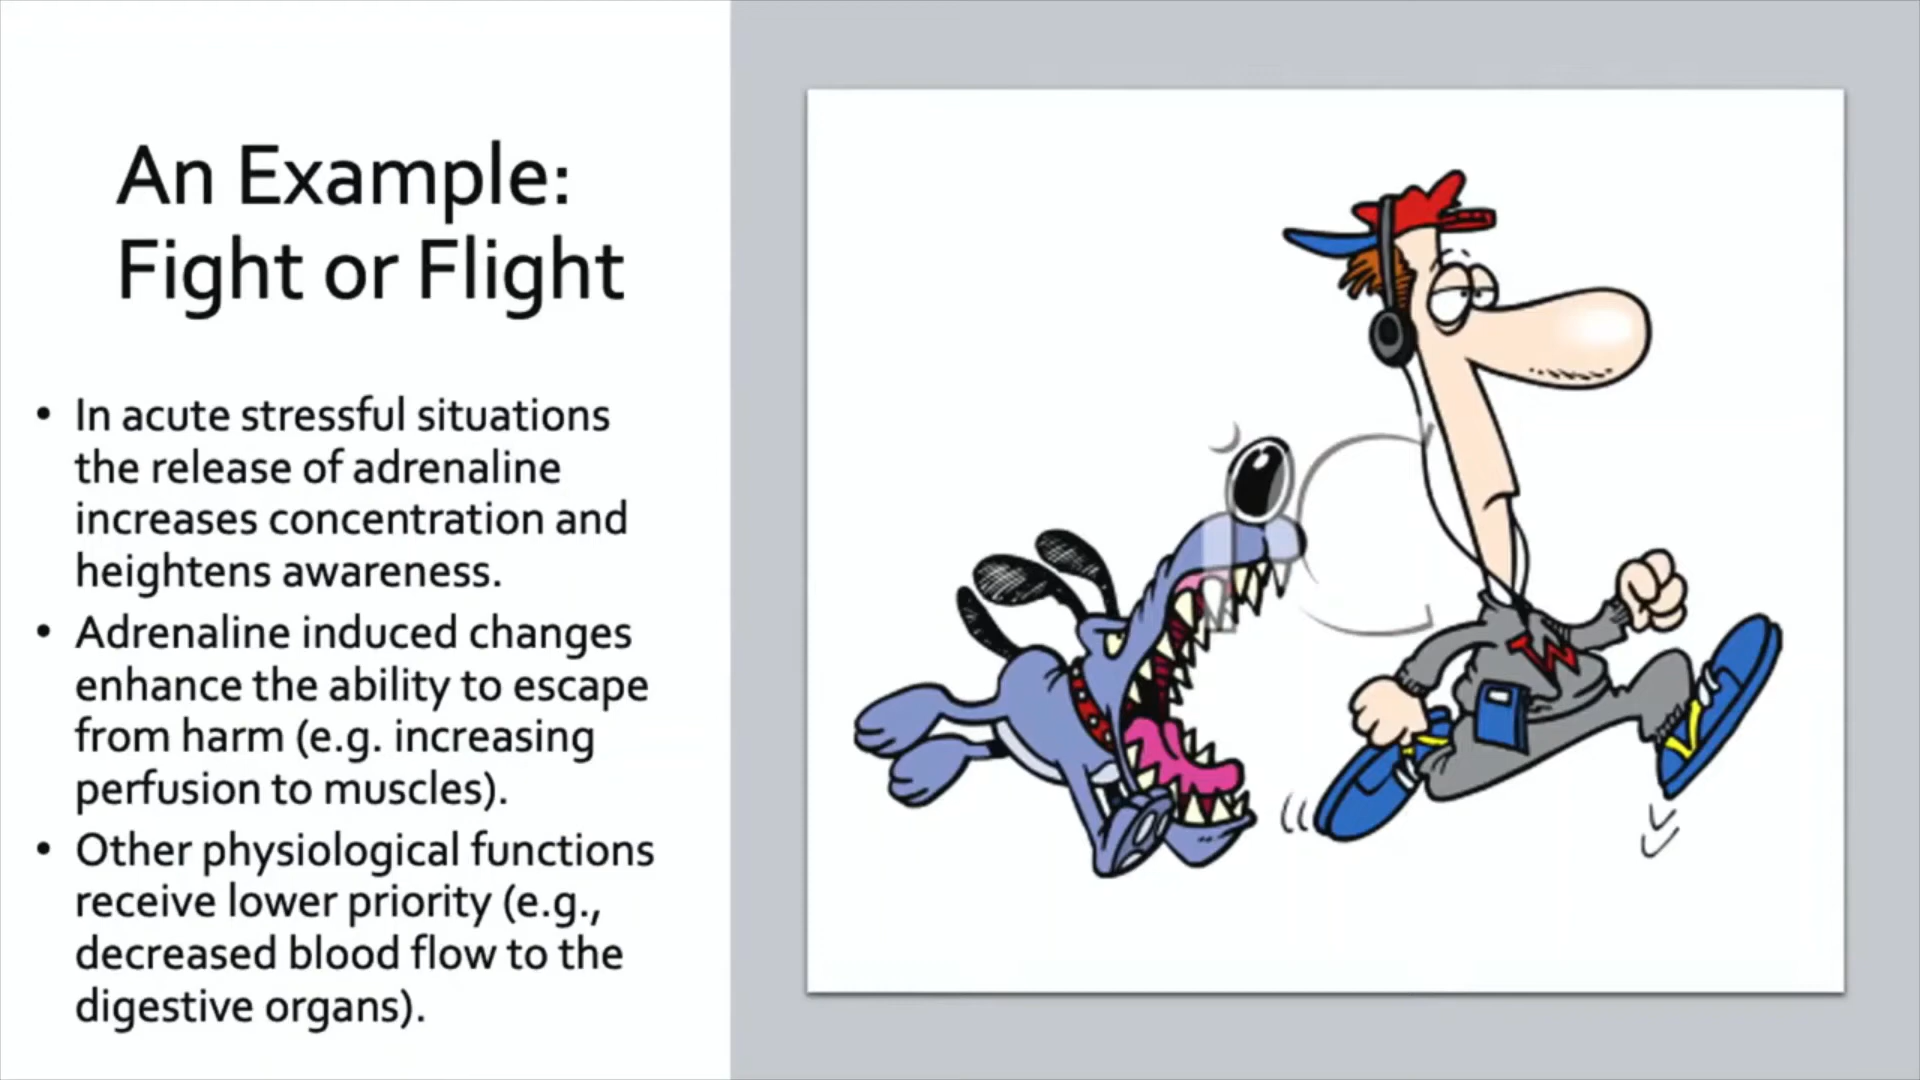 An Example:
Fight or Flight
• In acute stressful situations
the release of adrenaline
increases concentration and
heightens awareness.
• Adrenaline induced changes
enhance the ability to escape
from harm (e.g. increasing
perfusion to muscles).
• Other physiological functions
receive lower priority (e.g.,
decreased blood flow to the
digestive organs).
W